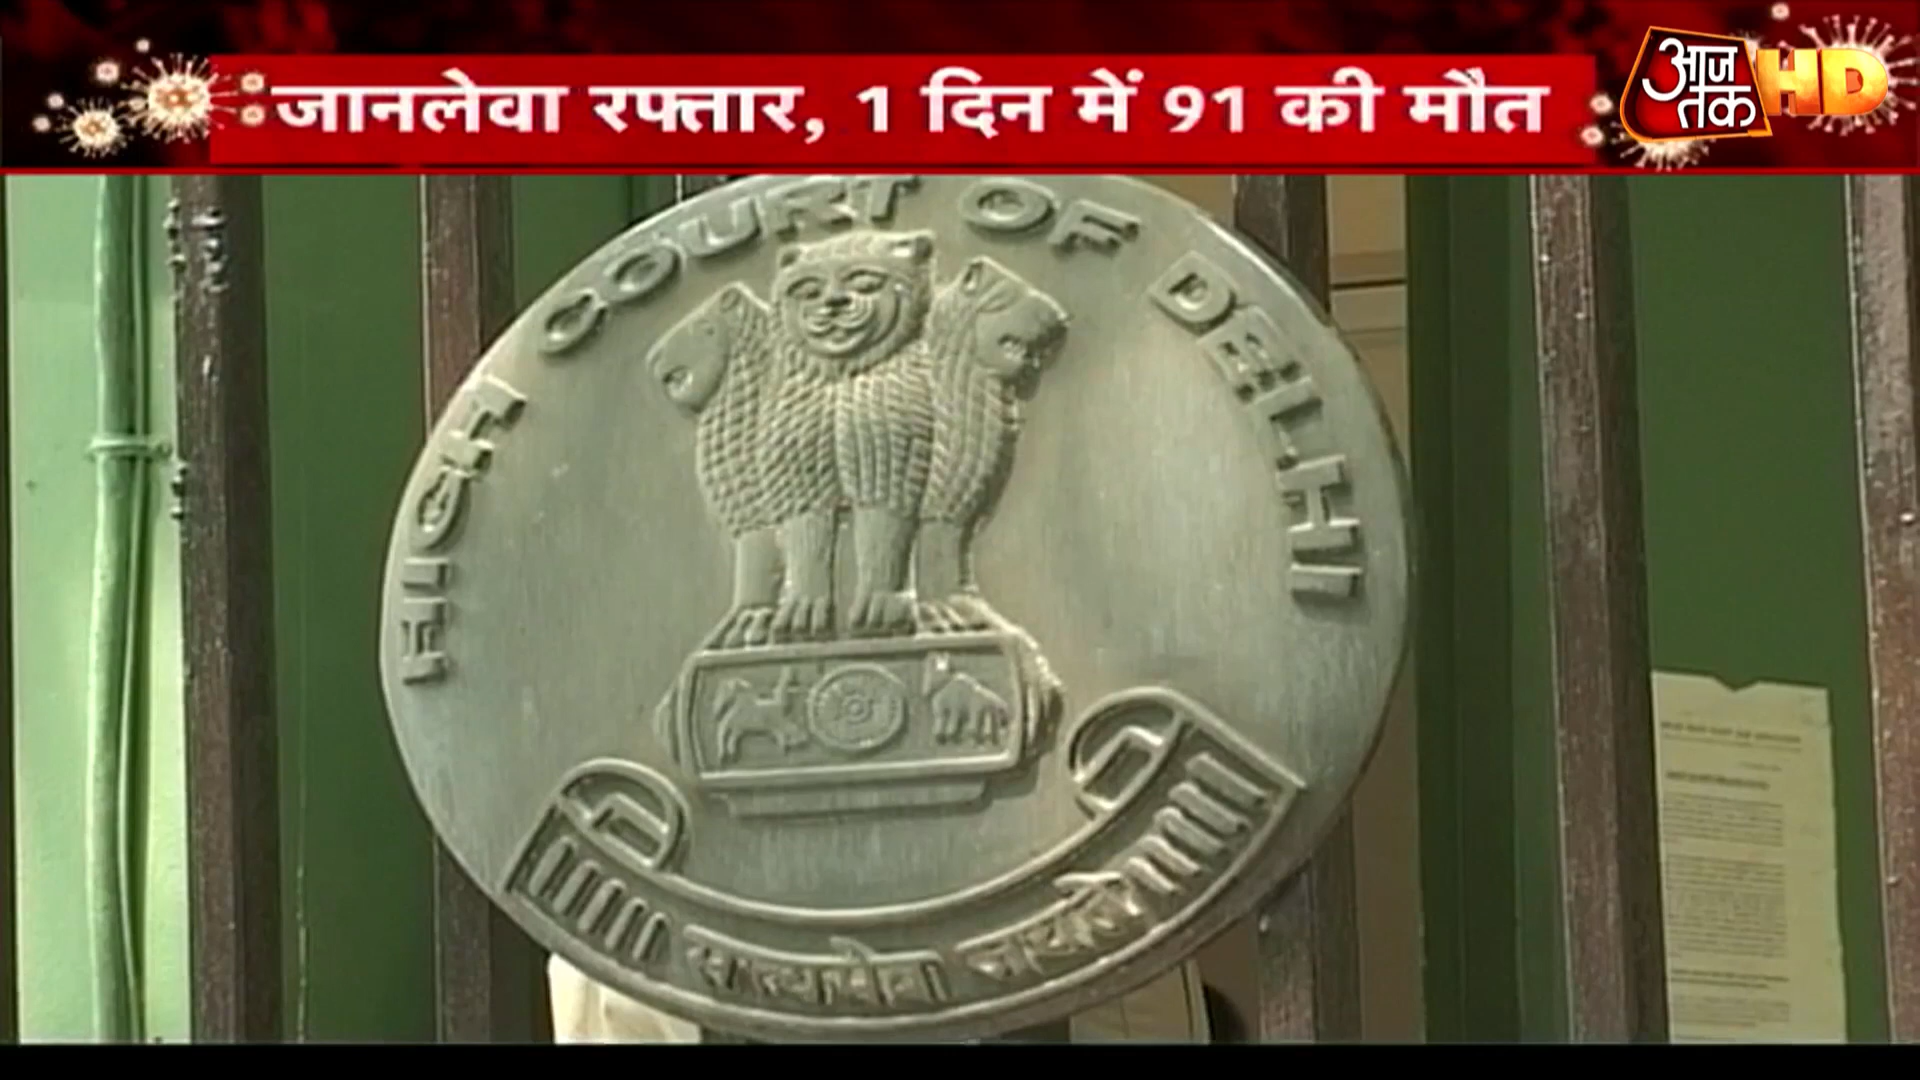 जानलेवा रफ्तार, 1 दिन में 91 की मौत
आज तक HD
HIGH COURT OF DELHI
सत्यमेव जयते